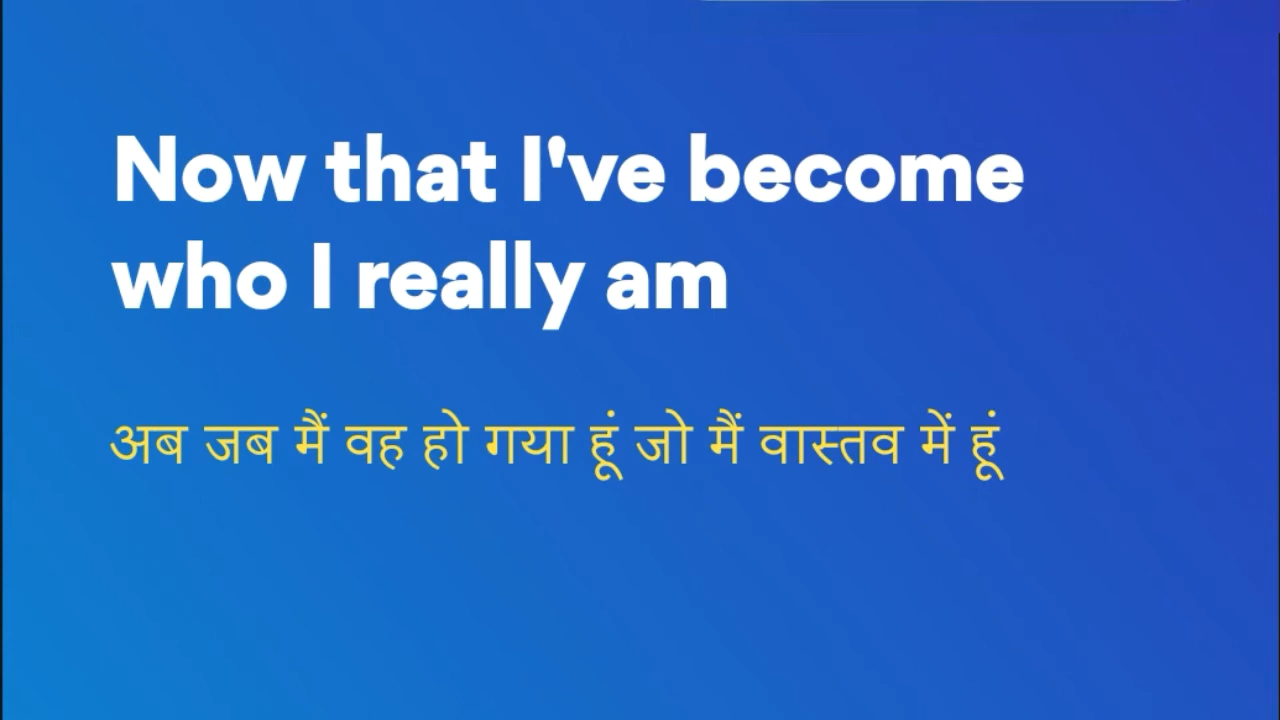 Now that I've become
who I really am
अब जब मैं वह हो गया हूं जो मैं वास्तव में हूं